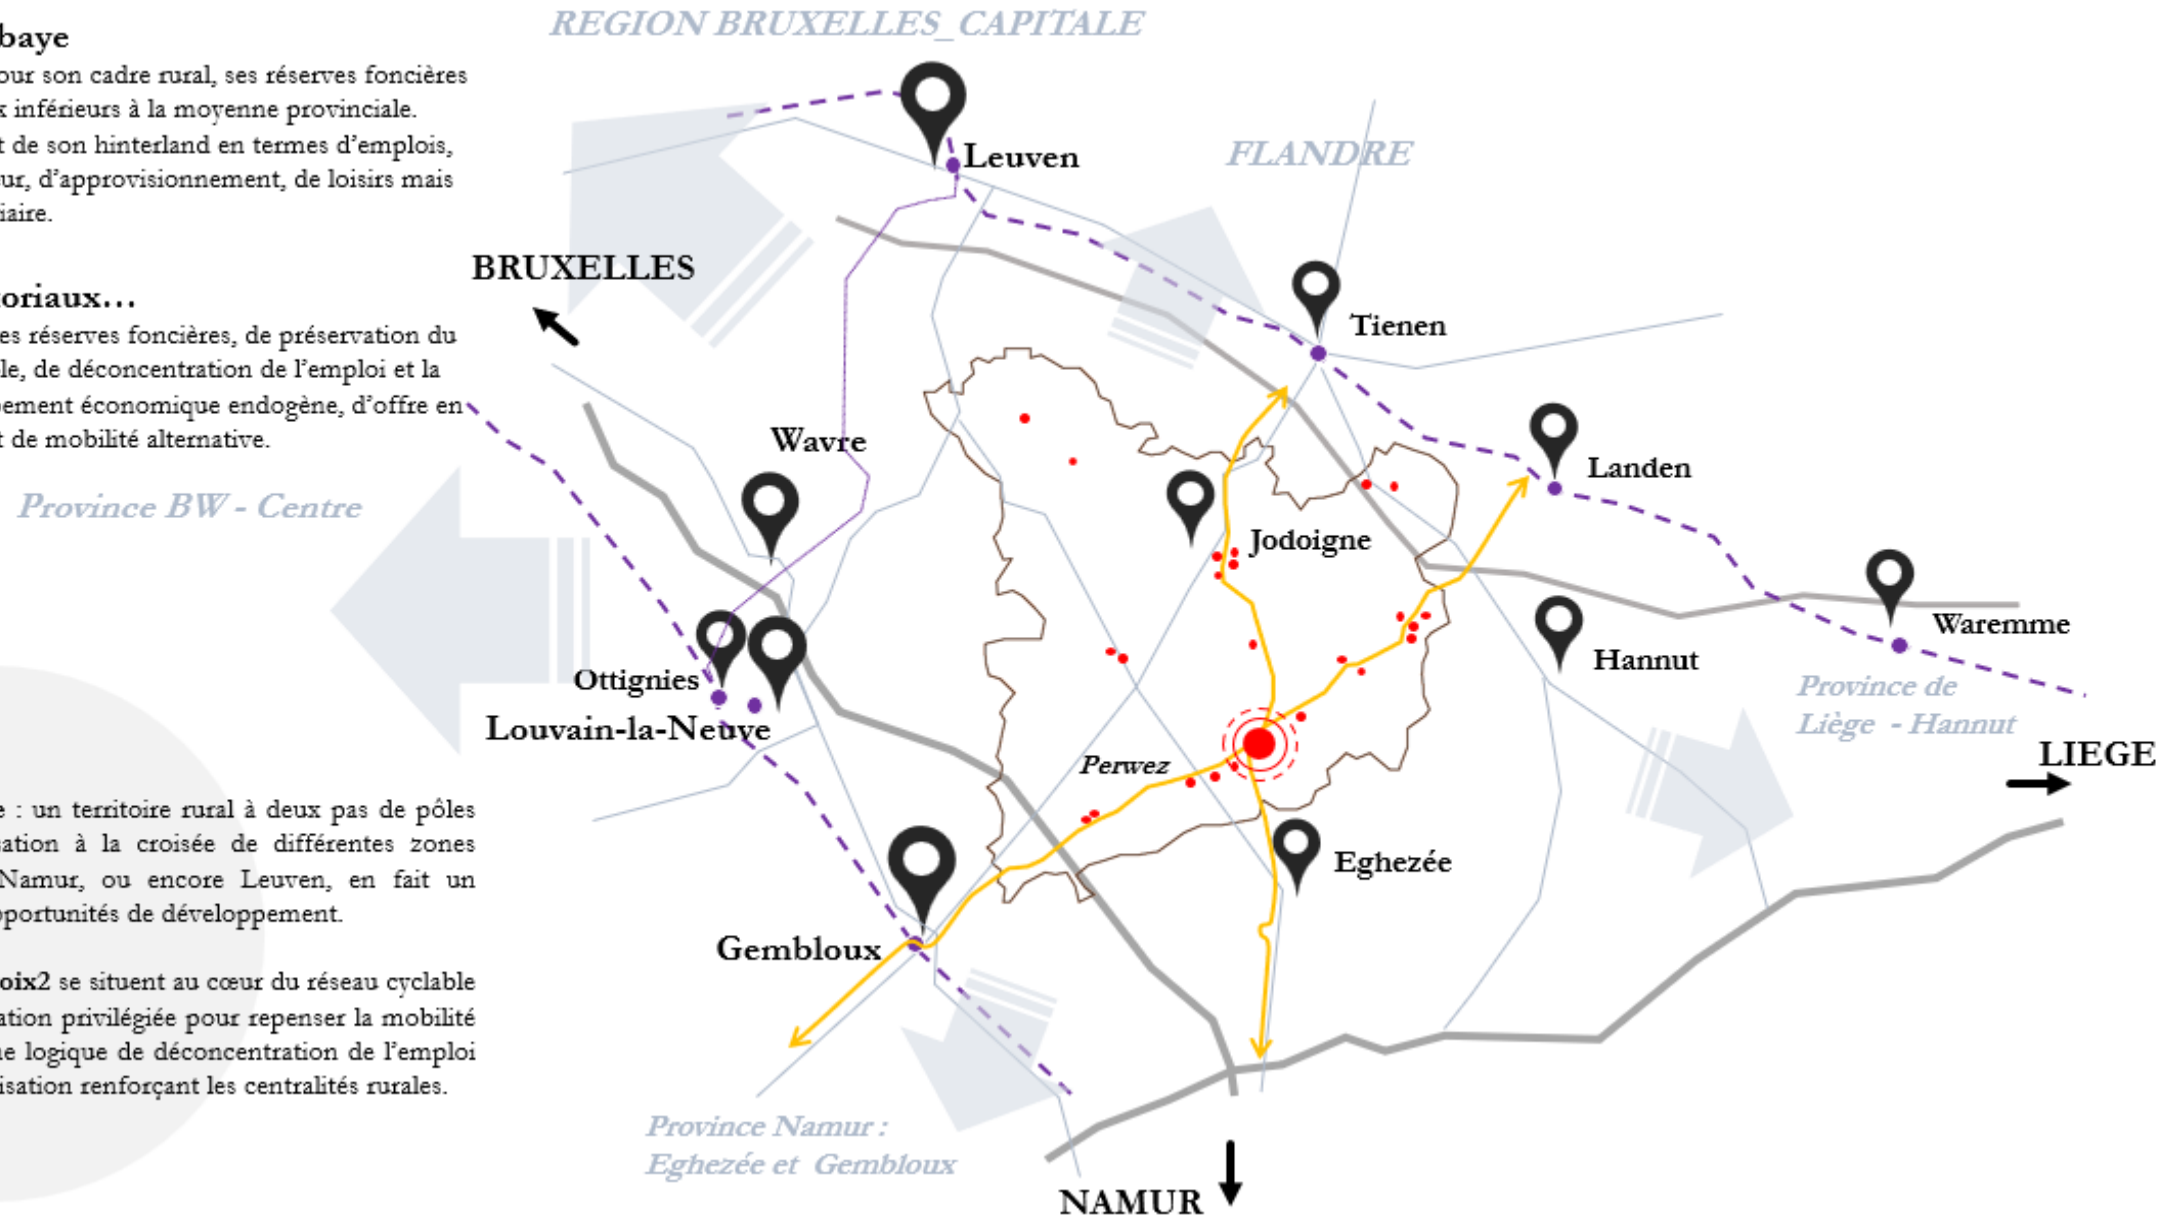 REGION BRUXELLES_CAPITALE
baye
our son cadre rural, ses réserves foncières
x inférieurs à la moyenne provinciale.
t de son hinterland en termes d'emplois,
ur, d'approvisionnement, de loisirs mais
iaire.
oriaux...
es réserves foncières, de préservation du
le, de déconcentration de l'emploi et la
ement économique endogène, d'offre en
t de mobilité alternative.
Leuven
FLANDRE
BRUXELLES
Tienen
Wavre
Landen
Province BW - Centre
Jodoigne
Waremme
Hannut
Ottignies
Louvain-la-Neuve
Province de
Liège - Hannut
LIEGE
Perwez
e : un territoire rural à deux pas de pôles
ation à la croisée de différentes zones
Namur, ou encore Leuven, en fait un
pportunités de développement.
Eghezée
Gembloux
oix2 se situent au cœur du réseau cyclable
ation privilégiée pour repenser la mobilité
ne logique de déconcentration de l'emploi
isation renforçant les centralités rurales.
Province Namur :
Eghezée et Gembloux
NAMUR